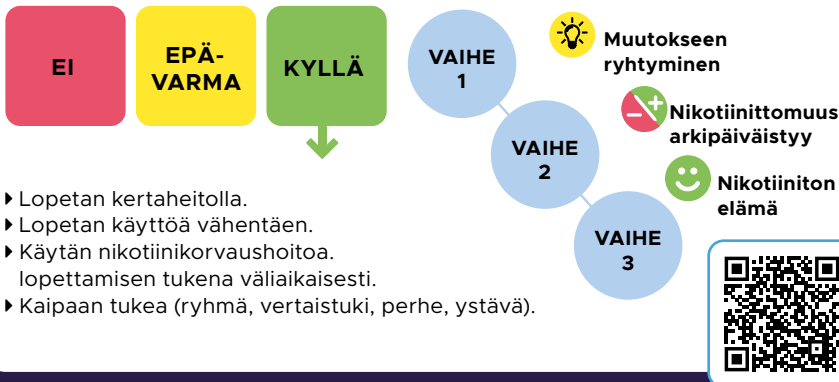 EI
EPÄ-
VARMA
KYLLÄ
▸ Lopetan kertaheitolla.
▸ Lopetan käyttöä vähentäen.
▸ Käytän nikotiinikorvaushoitoa.
lopettamisen tukena väliaikaisesti.
▸ Kaipaan tukea (ryhmä, vertaistuki, perhe, ystävä).
VAIHE
1
Muutokseen
ryhtyminen
VAIHE
2
Nikotiinittomuus
arkipäiväistyy
VAIHE
3
Nikotiiniton
elämä